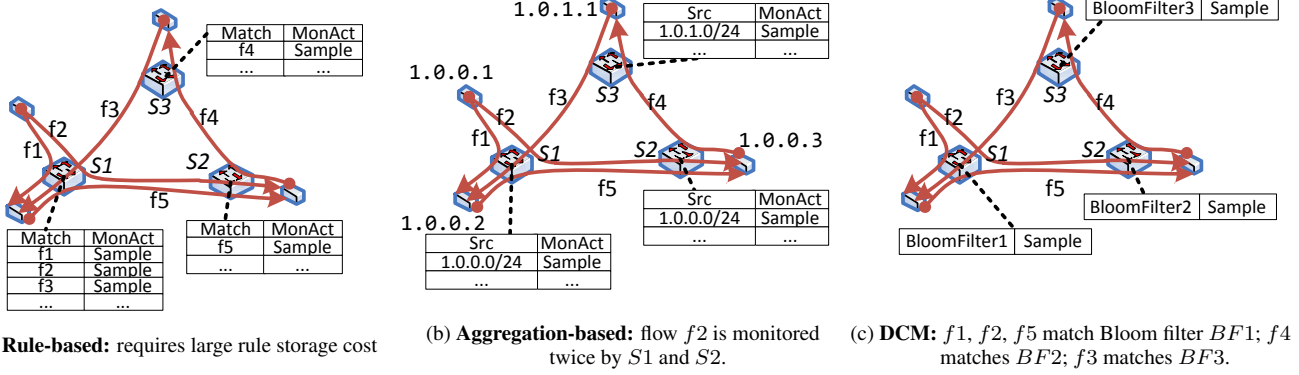 Match MonAct
f4 Sample
... ...
S3
f3
f4
f2
f1
S1
S2
f5
Match MonAct
f1 Sample
f2 Sample
f3 Sample
... ...
Match MonAct
f5 Sample
... ...
Rule-based: requires large rule storage cost
1.0.1.1
Src MonAct
1.0.1.0/24 Sample
... ...
1.0.0.1
S3
f3
f4
f2
f1
1.0.0.3
S1
S2
f5
1.0.0.2
Src MonAct
1.0.0.0/24 Sample
... ...
Src MonAct
1.0.0.0/24 Sample
... ...
(b) Aggregation-based: flow f2 is monitored
twice by S1 and S2.
BloomFilter3 Sample
S3
f3
f4
f2
f1
S1
S2
f5
BloomFilter2 Sample
BloomFilter1 Sample
(c) DCM: f1, f2, f5 match Bloom filter BF1; f4
matches BF2; f3 matches BF3.